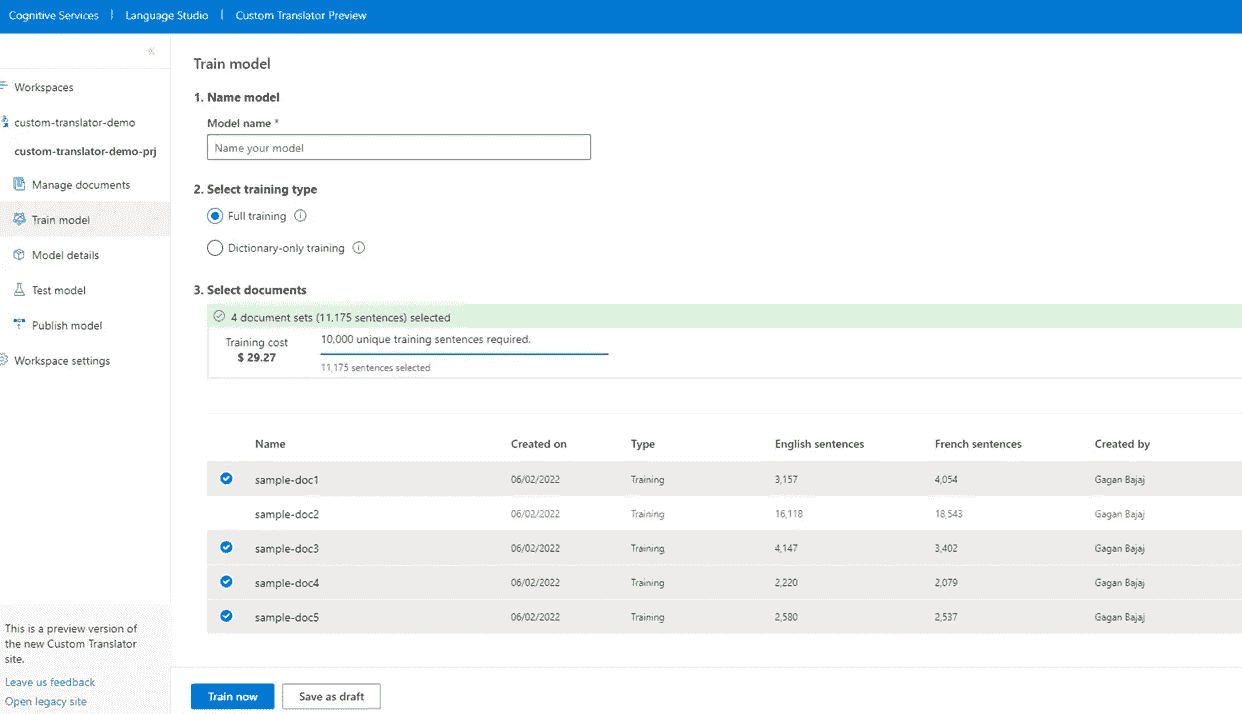 Cognitive Services | Language Studio | Custom Translator Preview
«
Workspaces
custom-translator-demo
custom-translator-demo-prj
Manage documents
Train model
Model details
Test model
Publish model
Workspace settings
This is a preview version of
the new Custom Translator
site.
Leave us feedback
Open legacy site
Train model
1. Name model
Model name *
Name your model
2. Select training type
Full training
Dictionary-only training
3. Select documents
4 document sets (11,175 sentences) selected
Training cost
$ 29.27
10,000 unique training sentences required.
11,175 sentences selected
Name Created on Type English sentences French sentences Created by
sample-doc1 06/02/2022 Training 3,157 4,054 Gagan Bajaj
sample-doc2 06/02/2022 Training 16,118 18,543 Gagan Bajaj
sample-doc3 06/02/2022 Training 4,147 3,402 Gagan Bajaj
sample-doc4 06/02/2022 Training 2,220 2,079 Gagan Bajaj
sample-doc5 06/02/2022 Training 2,580 2,537 Gagan Bajaj
Train now
Save as draft